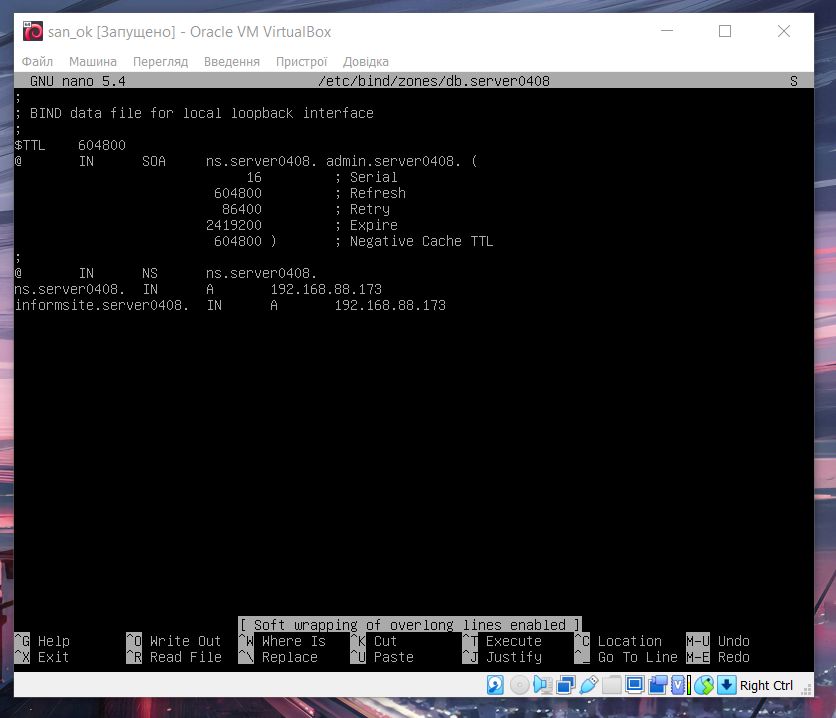 san_ok [Запущено] - Oracle VM VirtualBox
Файл Машина Перегляд Введення Пристрої Довідка
GNU nano 5.4 /etc/bind/zones/db.server0408 S
;
; BIND data file for local loopback interface
;
$TTL 604800
@ IN SOA ns.server0408. admin.server0408. (
16 ; Serial
604800 ; Refresh
86400 ; Retry
2419200 ; Expire
604800 ) ; Negative Cache TTL
;
@ IN NS ns.server0408.
ns.server0408. IN A 192.168.88.173
informsite.server0408. IN A 192.168.88.173
[ Soft wrapping of overlong lines enabled ]
^G Help ^O Write Out ^W Where Is ^K Cut ^T Execute ^C Location M-U Undo
^X Exit ^R Read File ^\ Replace ^U Paste ^J Justify ^_ Go To Line M-E Redo
Right Ctrl